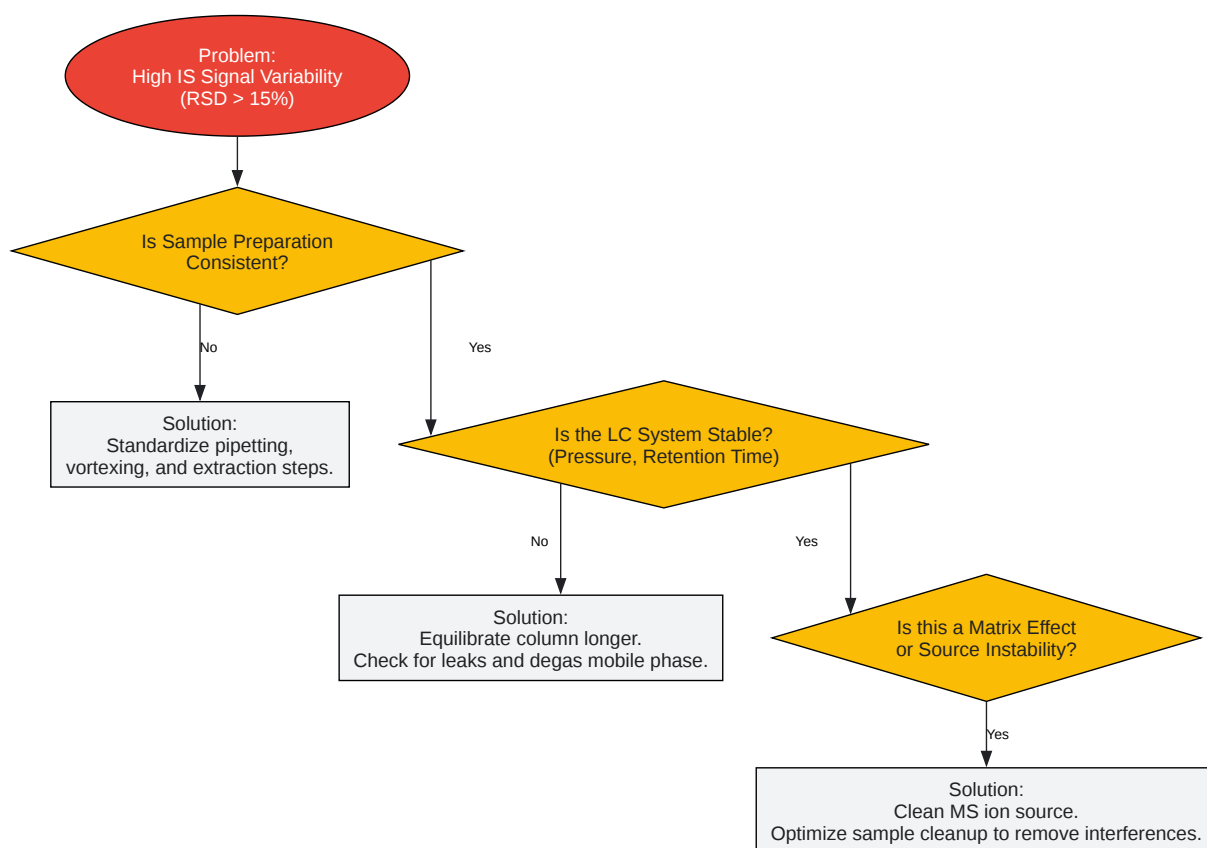 Problem:
High IS Signal Variability
(RSD > 15%)
Is Sample Preparation
Consistent?
No
Yes
Solution:
Standardize pipetting,
vortexing, and extraction steps.
Is the LC System Stable?
(Pressure, Retention Time)
No
Yes
Solution:
Equilibrate column longer.
Check for leaks and degas mobile phase.
Is this a Matrix Effect
or Source Instability?
Yes
Solution:
Clean MS ion source.
Optimize sample cleanup to remove interferences.